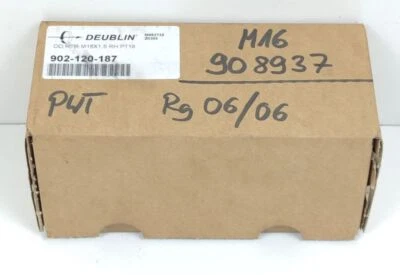 DEUBLIN
902-120-187
M16
908937
PWT Rg 06/06